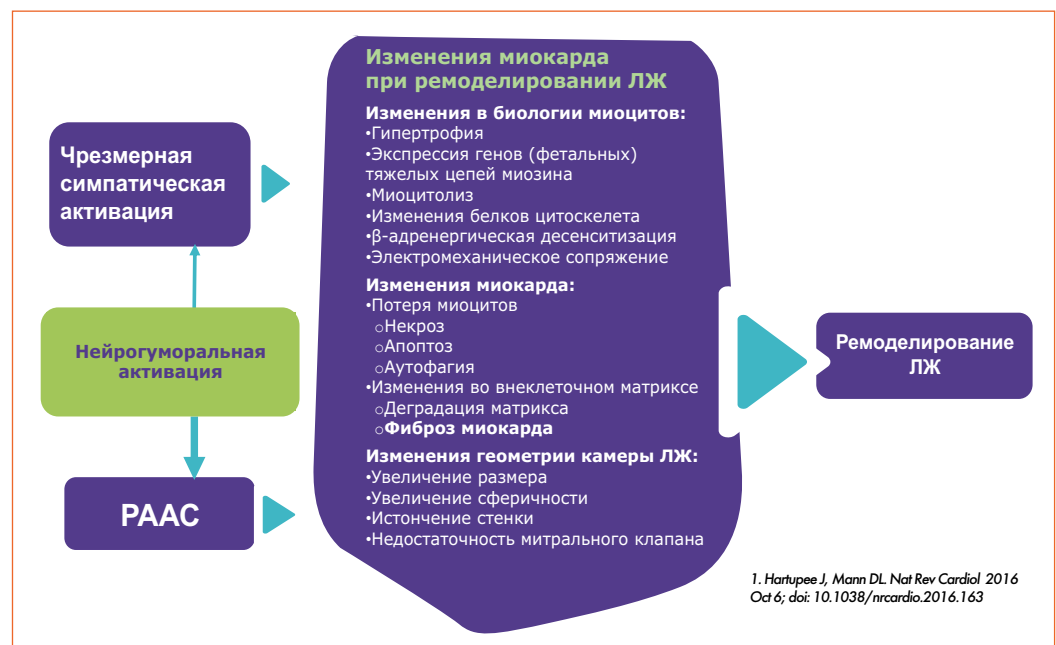 Чрезмерная
симпатическая
активация
Нейрогуморальная
активация
РААС
Изменения миокарда
при ремоделировании ЛЖ
Изменения в биологии миоцитов:
•Гипертрофия
•Экспрессия генов (фетальных)
тяжелых цепей миозина
•Миоцитолиз
•Изменения белков цитоскелета
•β-адренергическая десенситизация
•Электромеханическое сопряжение
Изменения миокарда:
•Потеря миоцитов
○Некроз
○Апоптоз
○Аутофагия
•Изменения во внеклеточном матриксе
○Деградация матрикса
○Фиброз миокарда
Изменения геометрии камеры ЛЖ:
•Увеличение размера
•Увеличение сферичности
•Истончение стенки
•Недостаточность митрального клапана
Ремоделирование
ЛЖ
1. Hartupee J, Mann DL. Nat Rev Cardiol 2016
Oct 6; doi: 10.1038/nrcardio.2016.163